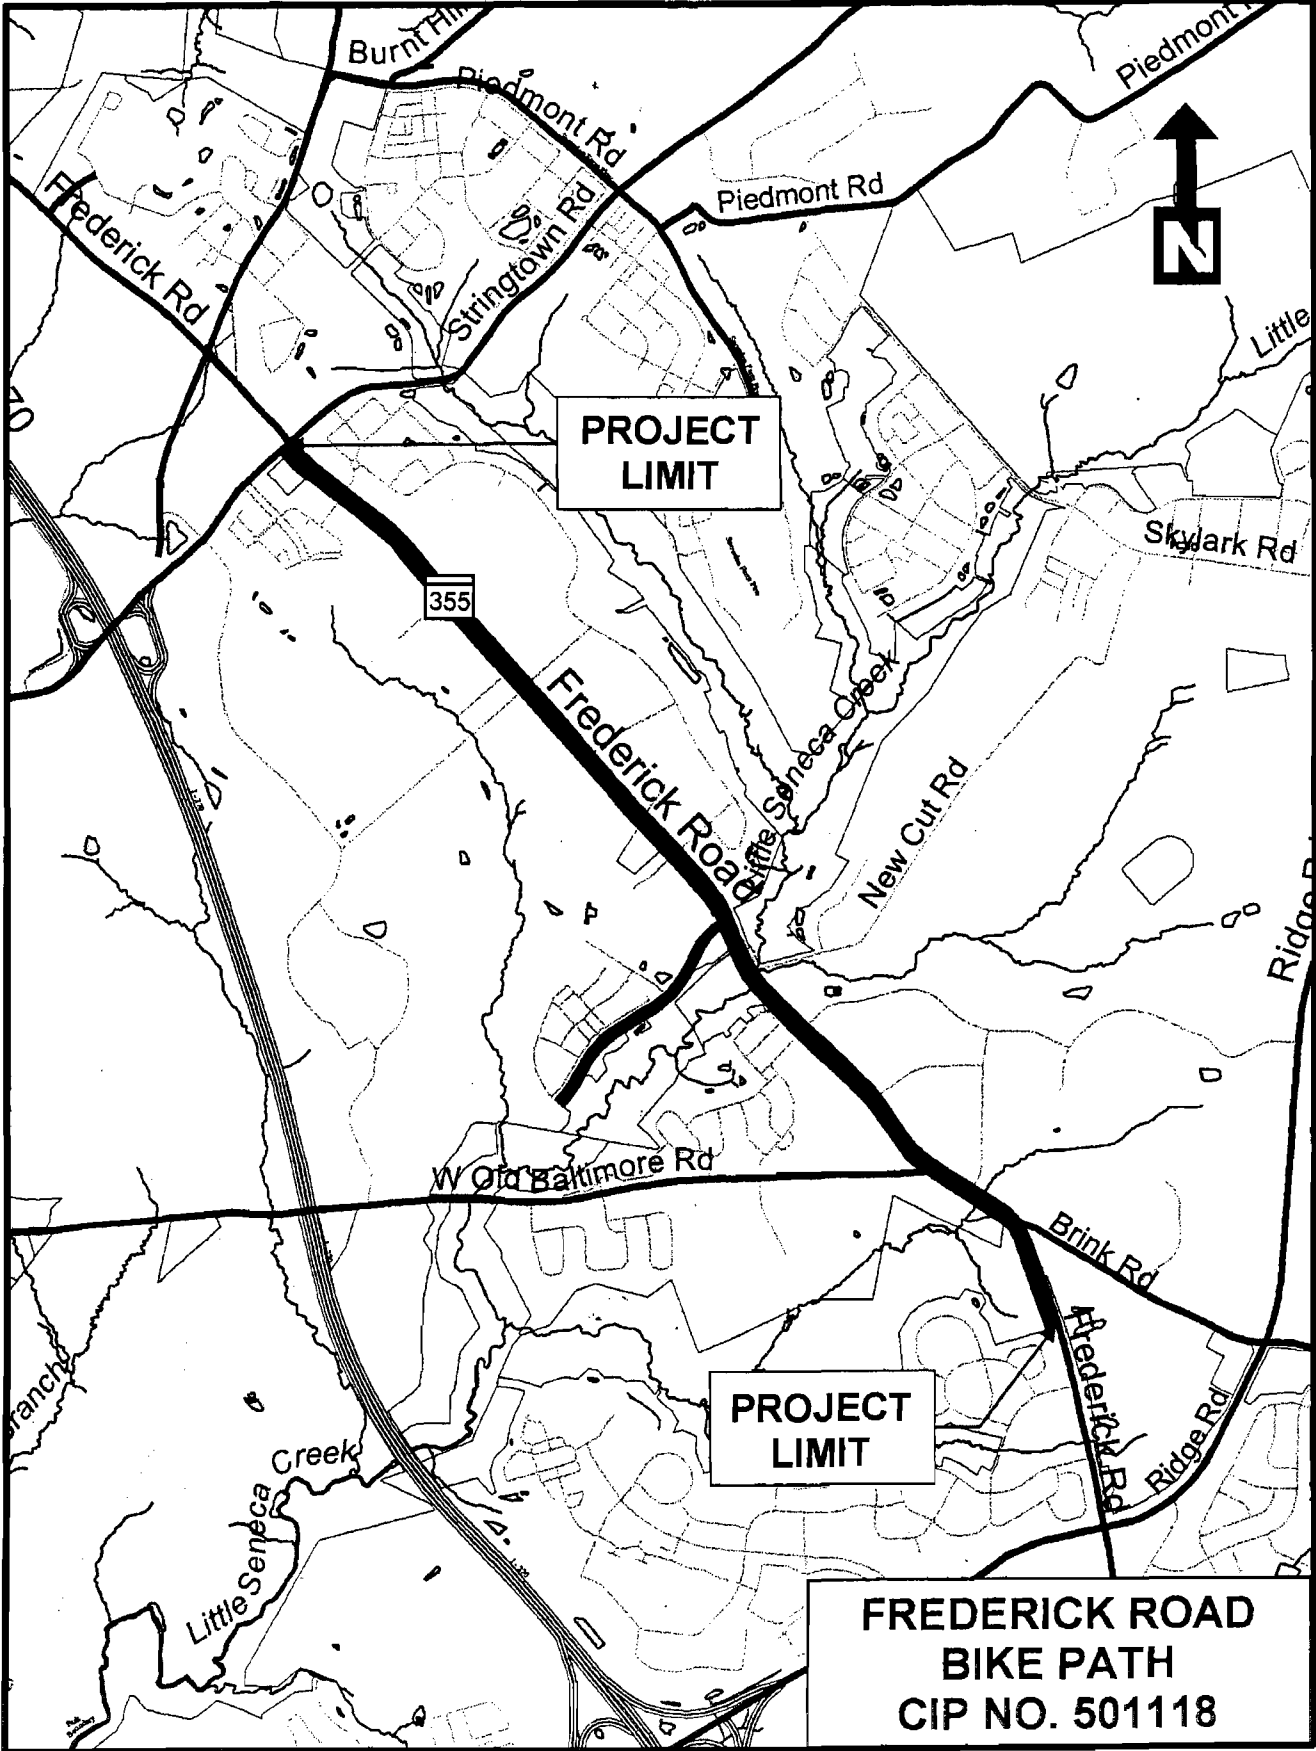 Burnt Hill
Piedmont Rd
Piedmont
Piedmont Rd
Frederick Rd
Stringtown Rd
N
Little
70
PROJECT
LIMIT
Skylark Rd
355
Frederick Road
Little Seneca Creek
New Cut Rd
Ridge
W Old Baltimore Rd
Brink Rd
Frederick Rd
PROJECT
LIMIT
Ridge Rd
Creek
Little Seneca
FREDERICK ROAD
BIKE PATH
CIP NO. 501118